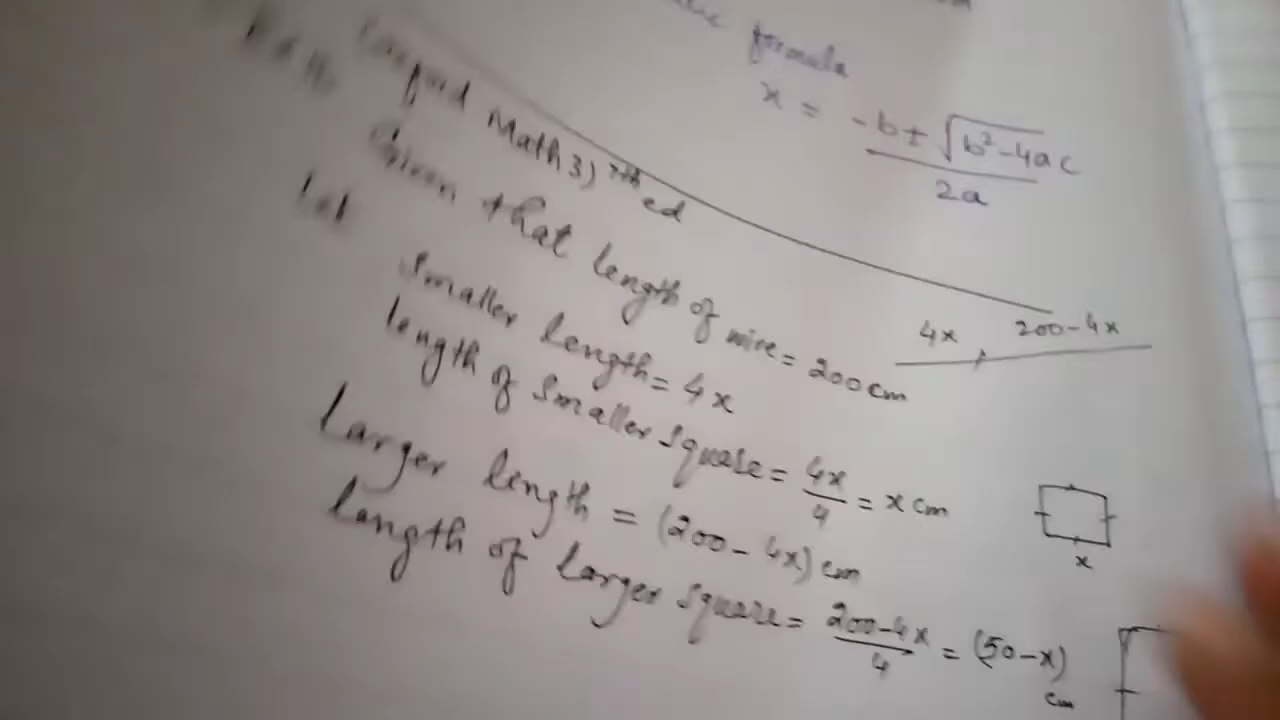 formula
x = -b ± √b²-4ac / 2a
Math 3) 7th ed
Given that length of wire = 200 cm
Let
4x 200-4x
Smaller length = 4x
length of smaller square = 4x/4 = x cm
Larger length = (200 - 4x) cm
x
length of larger square = 200-4x/4 = (50-x)
cm